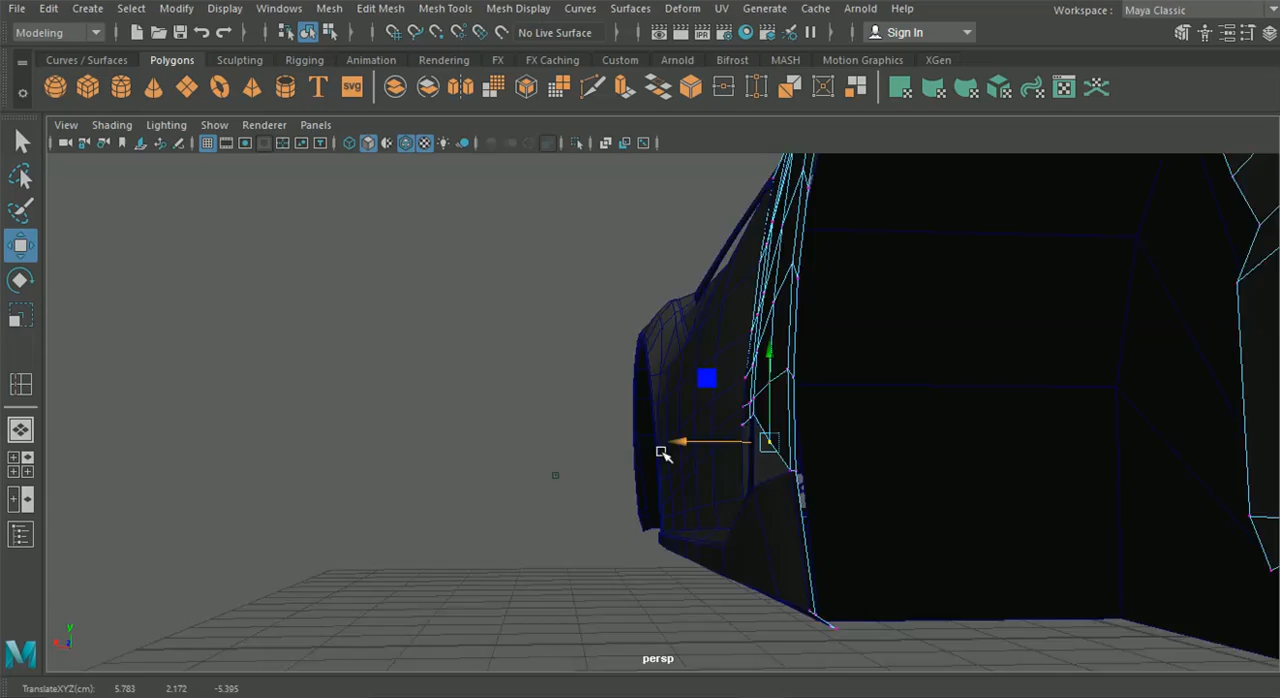 File Edit Create Select Modify Display Windows Mesh Edit Mesh Mesh Tools Mesh Display Curves Surfaces Deform UV Generate Cache Arnold Help Workspace : Maya Classic
Modeling No Live Surface Sign In
Curves / Surfaces Polygons Sculpting Rigging Animation Rendering FX FX Caching Custom Arnold Bifrost MASH Motion Graphics XGen
T SVG
View Shading Lighting Show Renderer Panels
y
persp
TranslateXYZ(cm): 5.783 2.172 -5.395